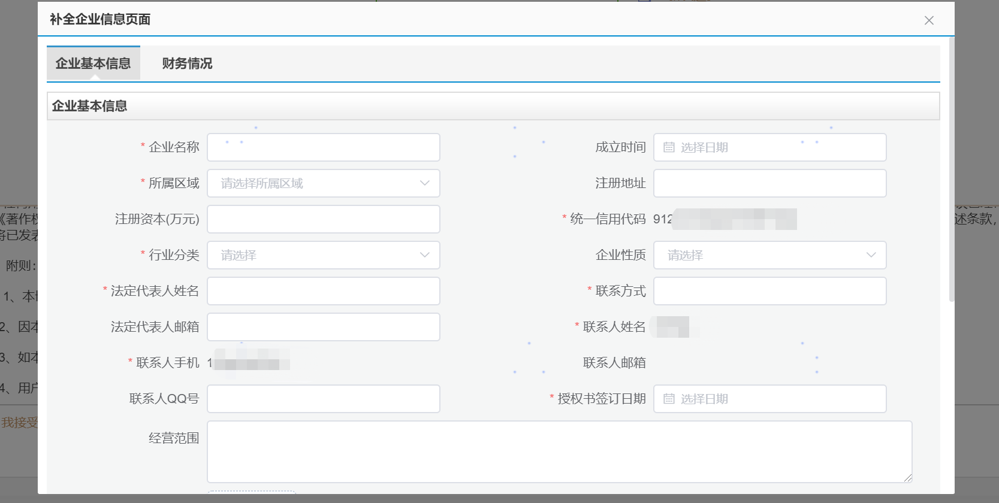 补全企业信息页面
企业基本信息 财务情况
企业基本信息
* 企业名称 成立时间 选择日期
* 所属区域 请选择所属区域 注册地址
注册资本(万元) * 统一信用代码 912
* 行业分类 请选择 企业性质 请选择
* 法定代表人姓名 * 联系方式
法定代表人邮箱 * 联系人姓名
* 联系人手机 1 联系人邮箱
联系人QQ号 * 授权书签订日期 选择日期
经营范围
《著作权 述条款，
将已发表
附则：
1、本
2、因本
3、如本
4、用户
我接受